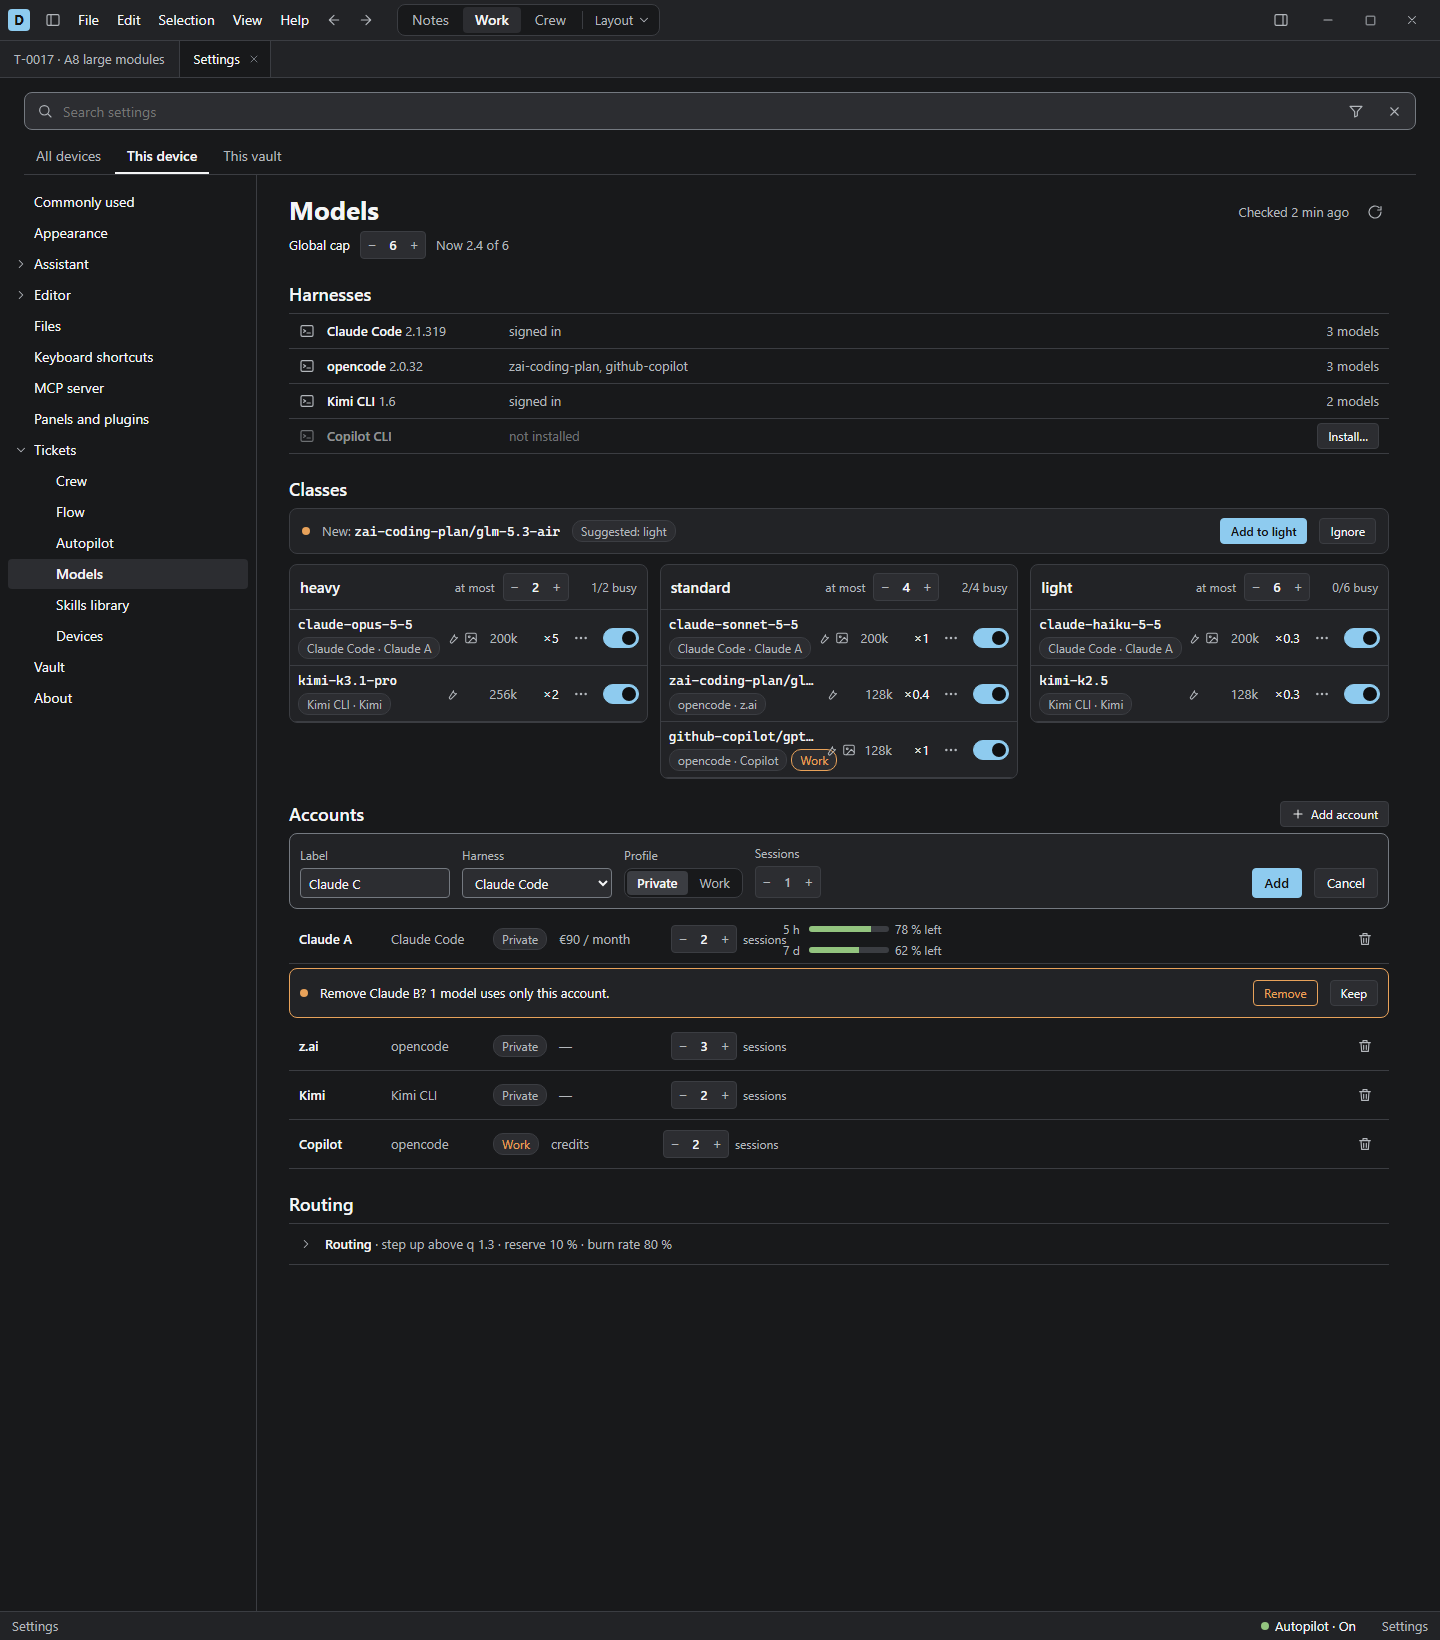 D File Edit Selection View Help Notes Work Crew Layout
T-0017 · A8 large modules Settings
Search settings
All devices This device This vault
Commonly used
Appearance
Assistant
Editor
Files
Keyboard shortcuts
MCP server
Panels and plugins
Tickets
Crew
Flow
Autopilot
Models
Skills library
Devices
Vault
About
Models
Checked 2 min ago
Global cap − 6 + Now 2.4 of 6
Harnesses
Claude Code 2.1.319 signed in 3 models
opencode 2.0.32 zai-coding-plan, github-copilot 3 models
Kimi CLI 1.6 signed in 2 models
Copilot CLI not installed Install...
Classes
New: zai-coding-plan/glm-5.3-air Suggested: light Add to light Ignore
heavy at most − 2 + 1/2 busy
claude-opus-5-5
Claude Code · Claude A 200k ×5
kimi-k3.1-pro
Kimi CLI · Kimi 256k ×2
standard at most − 4 + 2/4 busy
claude-sonnet-5-5
Claude Code · Claude A 200k ×1
zai-coding-plan/gl…
opencode · z.ai 128k ×0.4
github-copilot/gpt…
opencode · Copilot Work 128k ×1
light at most − 6 + 0/6 busy
claude-haiku-5-5
Claude Code · Claude A 200k ×0.3
kimi-k2.5
Kimi CLI · Kimi 128k ×0.3
Accounts
+ Add account
Label Harness Profile Sessions
Claude C Claude Code Private Work − 1 + Add Cancel
Claude A Claude Code Private €90 / month − 2 + sessions
5 h 78 % left
7 d 62 % left
Remove Claude B? 1 model uses only this account. Remove Keep
z.ai opencode Private — − 3 + sessions
Kimi Kimi CLI Private — − 2 + sessions
Copilot opencode Work credits − 2 + sessions
Routing
Routing · step up above q 1.3 · reserve 10 % · burn rate 80 %
Settings Autopilot · On Settings